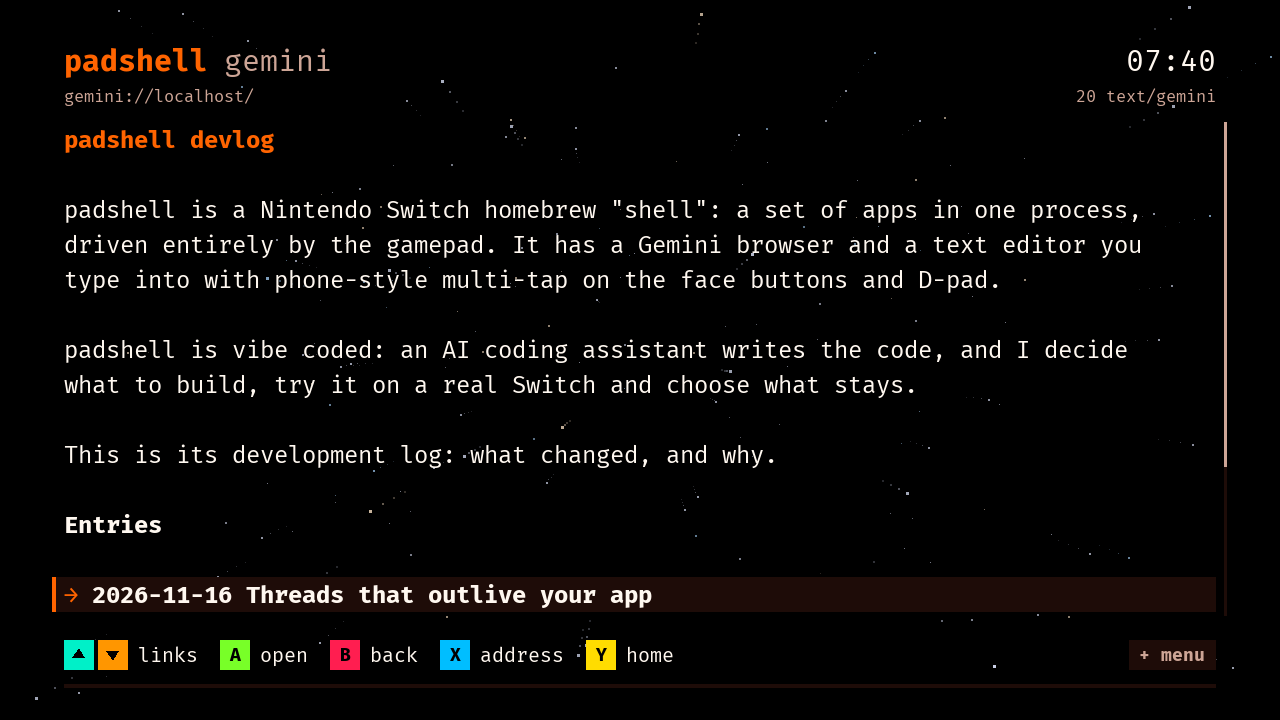 padshell gemini
07:40
gemini://localhost/
20 text/gemini
padshell devlog
padshell is a Nintendo Switch homebrew "shell": a set of apps in one process,
driven entirely by the gamepad. It has a Gemini browser and a text editor you
type into with phone-style multi-tap on the face buttons and D-pad.
padshell is vibe coded: an AI coding assistant writes the code, and I decide
what to build, try it on a real Switch and choose what stays.
This is its development log: what changed, and why.
Entries
→ 2026-11-16 Threads that outlive your app
▲ ▼ links A open B back X address Y home
+ menu